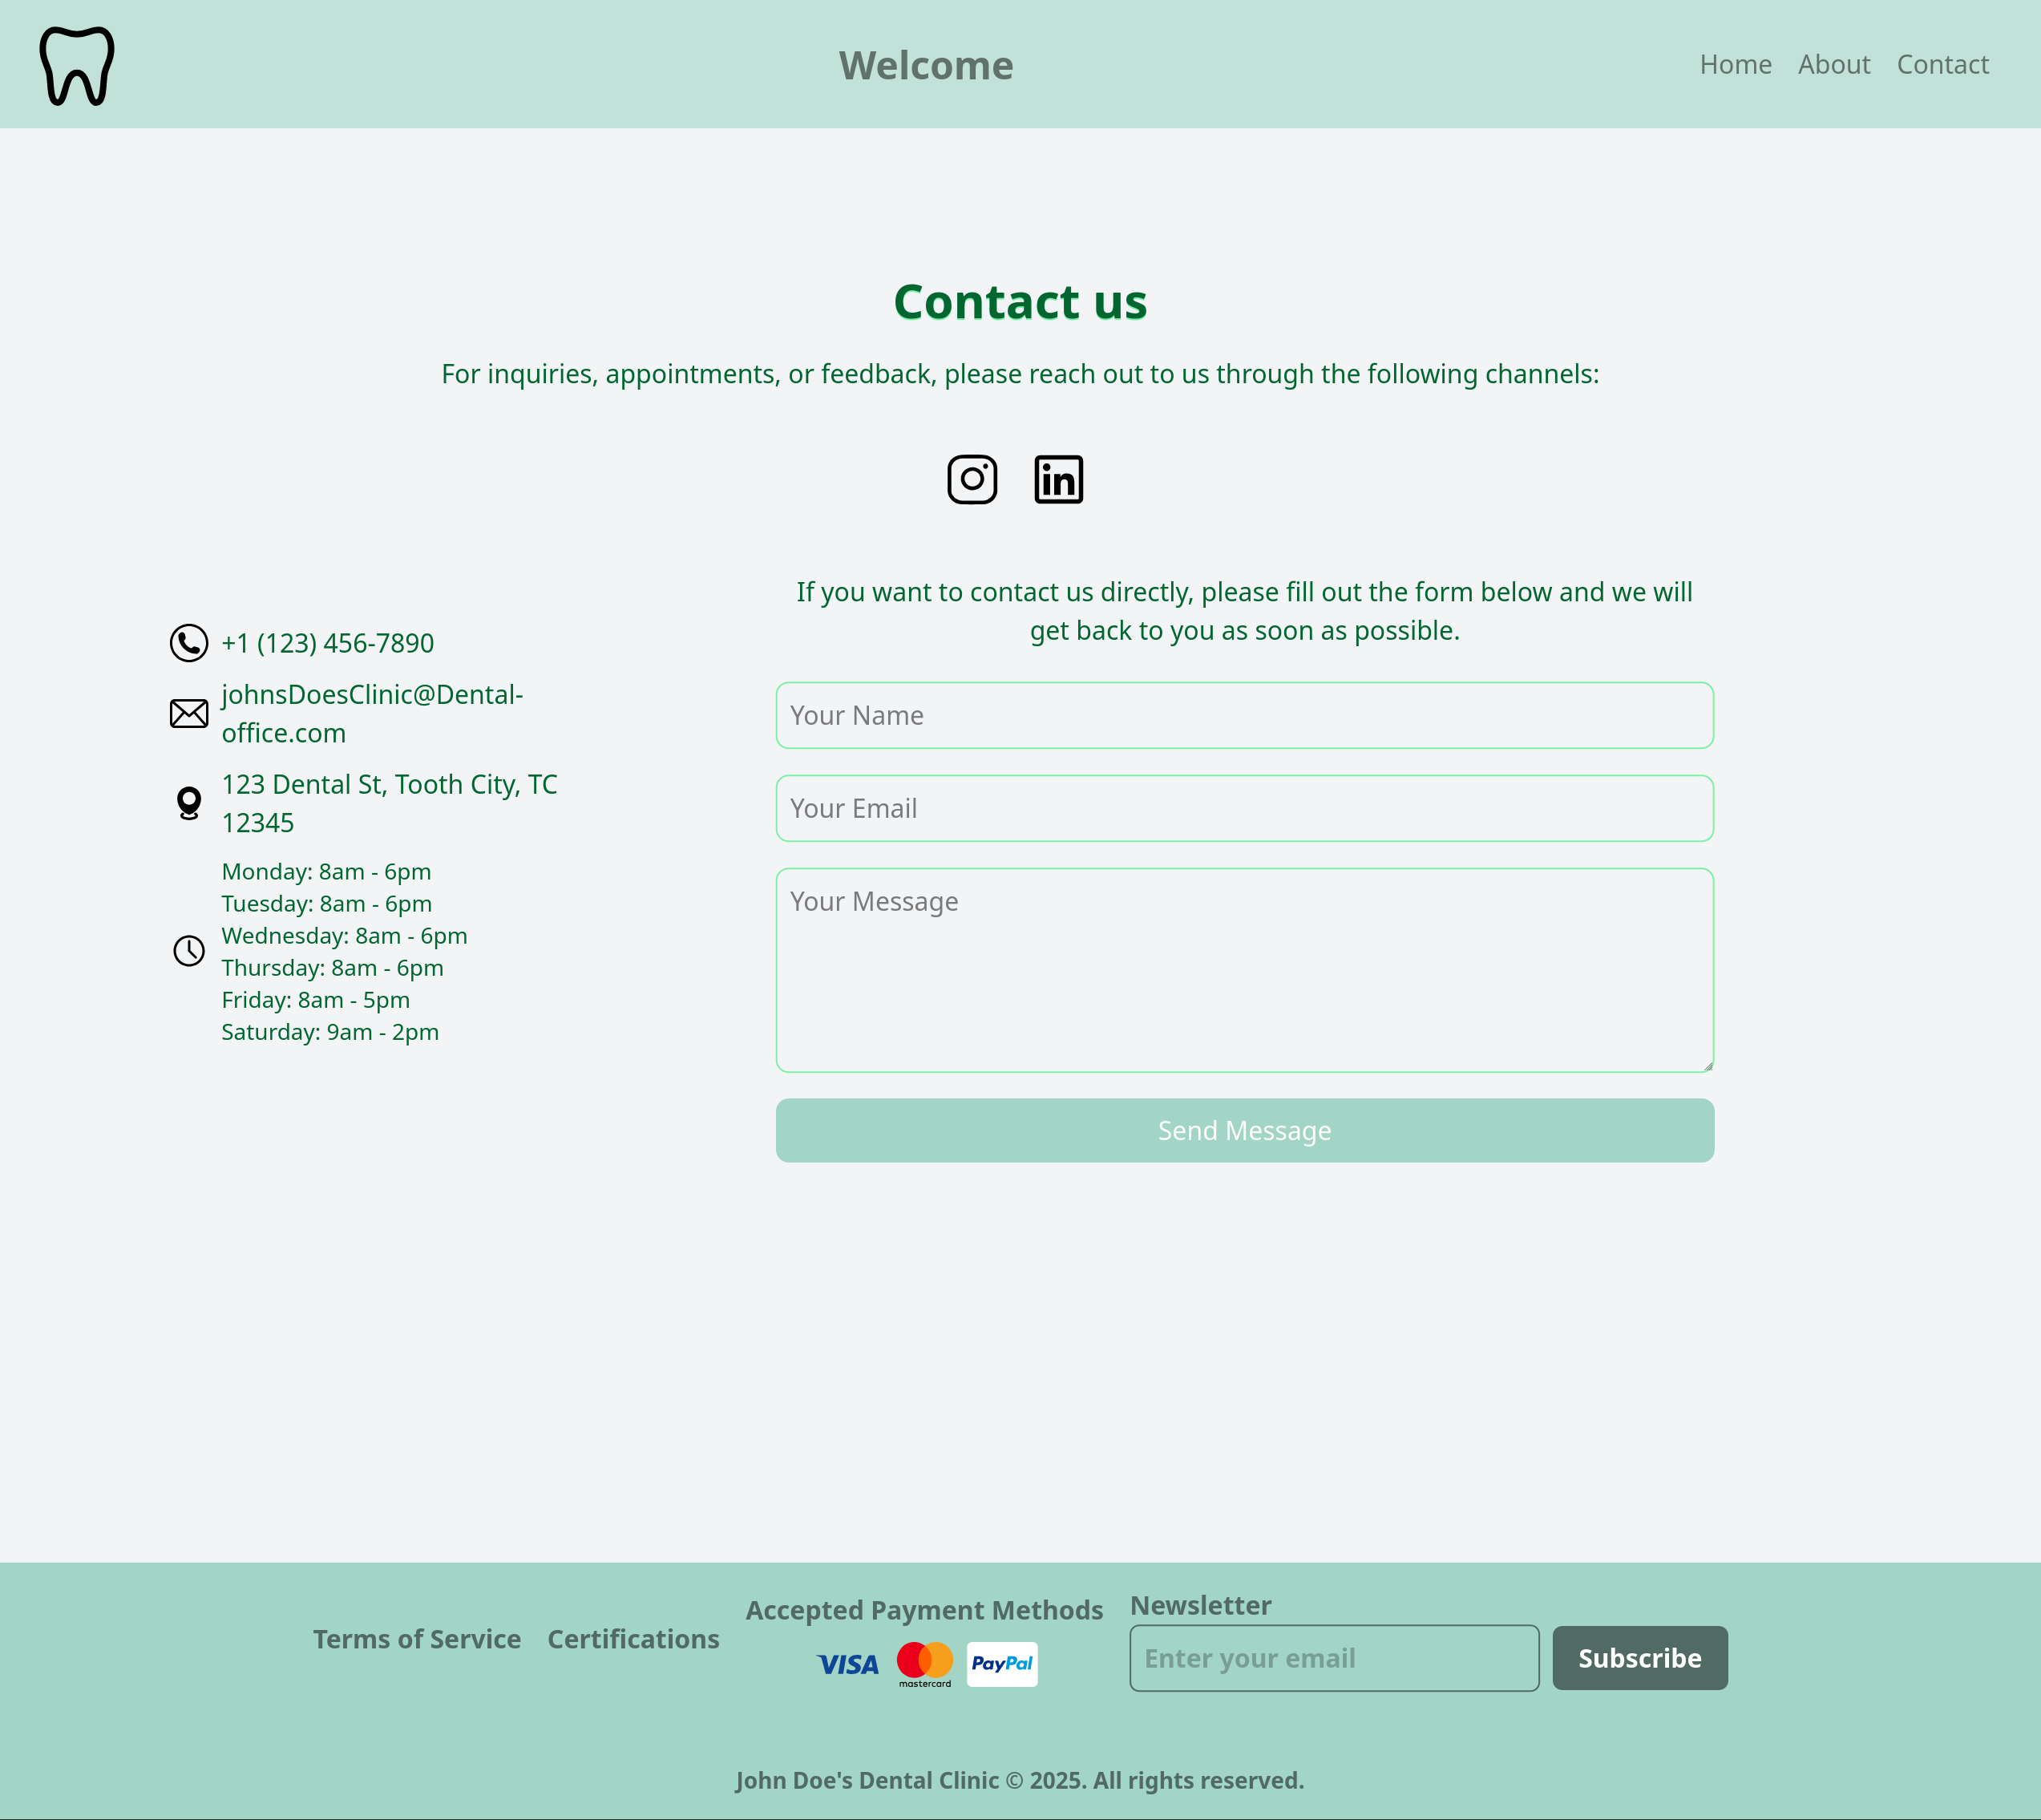 Welcome
Home
About
Contact
Contact us
For inquiries, appointments, or feedback, please reach out to us through the following channels:
in
+1 (123) 456-7890
johnsDoesClinic@Dental-
office.com
123 Dental St, Tooth City, TC
12345
Monday: 8am - 6pm
Tuesday: 8am - 6pm
Wednesday: 8am - 6pm
Thursday: 8am - 6pm
Friday: 8am - 5pm
Saturday: 9am - 2pm
If you want to contact us directly, please fill out the form below and we will
get back to you as soon as possible.
Your Name
Your Email
Your Message
Send Message
Terms of Service
Certifications
Accepted Payment Methods
VISA
mastercard
PayPal
Newsletter
Enter your email
Subscribe
John Doe's Dental Clinic © 2025. All rights reserved.